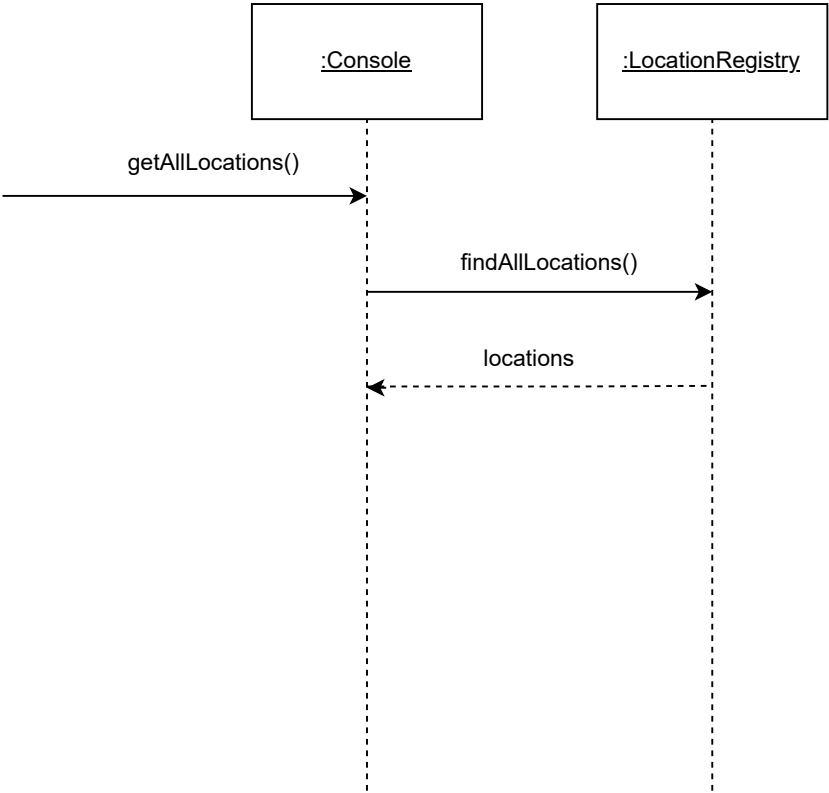 :Console
:LocationRegistry
getAllLocations()
findAllLocations()
locations